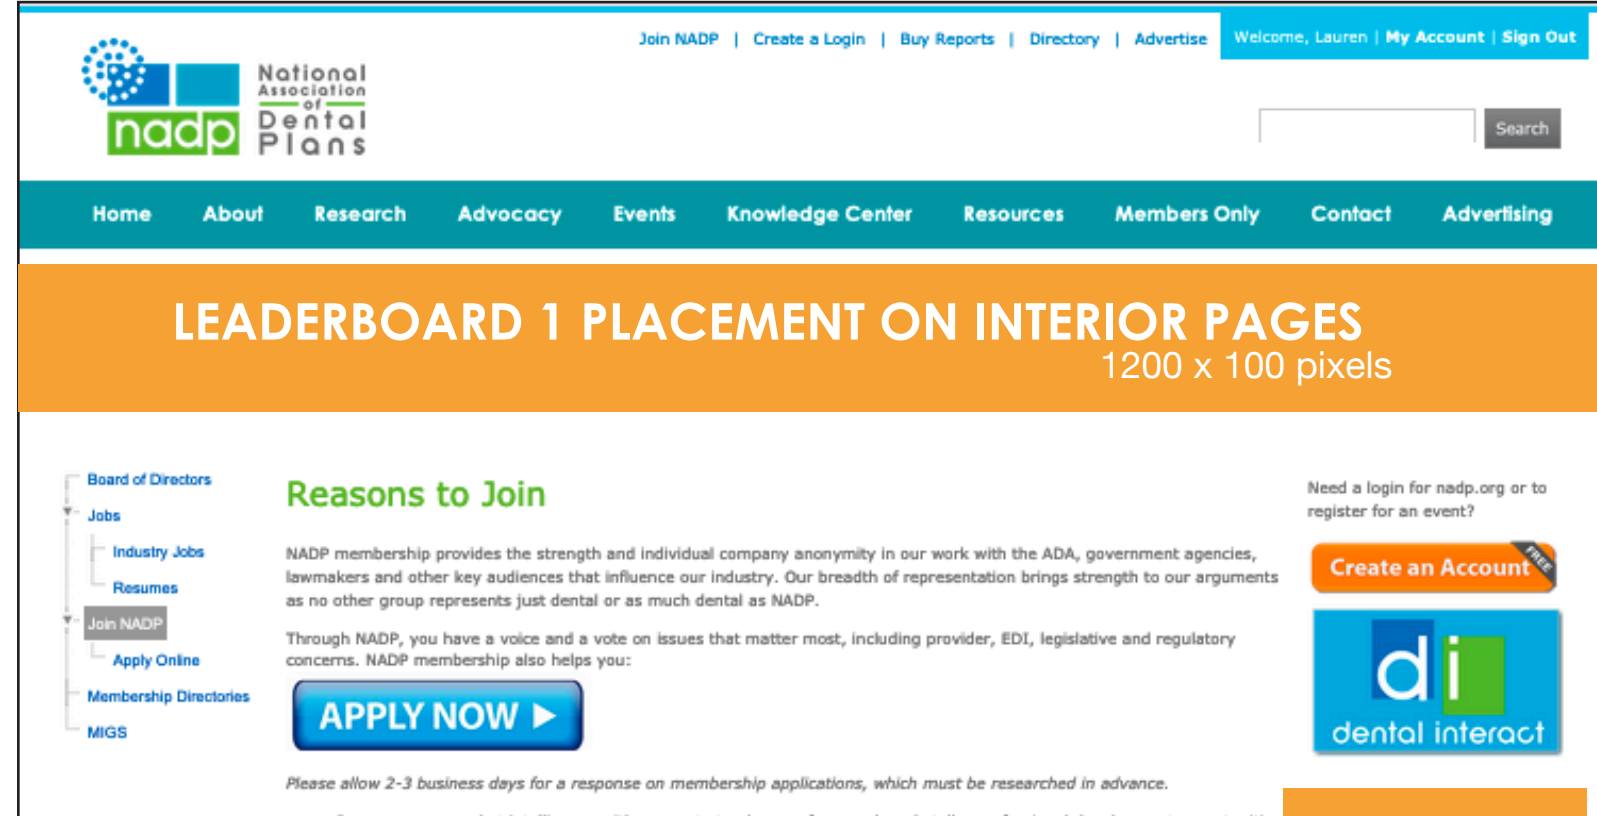 Join NADP | Create a Login | Buy Reports | Directory | Advertise
Welcome, Lauren | My Account | Sign Out
nadp
National
Association
of
Dental
Plans
Search
Home About Research Advocacy Events Knowledge Center Resources Members Only Contact Advertising
LEADERBOARD 1 PLACEMENT ON INTERIOR PAGES
1200 x 100 pixels
Board of Directors
Jobs
Industry Jobs
Resumes
Join NADP
Apply Online
Membership Directories
MIGS
Reasons to Join
NADP membership provides the strength and individual company anonymity in our work with the ADA, government agencies,
lawmakers and other key audiences that influence our industry. Our breadth of representation brings strength to our arguments
as no other group represents just dental or as much dental as NADP.
Through NADP, you have a voice and a vote on issues that matter most, including provider, EDI, legislative and regulatory
concerns. NADP membership also helps you:
APPLY NOW
Please allow 2-3 business days for a response on membership applications, which must be researched in advance.
Need a login for nadp.org or to
register for an event?
Create an Account
FREE
di
dental interact